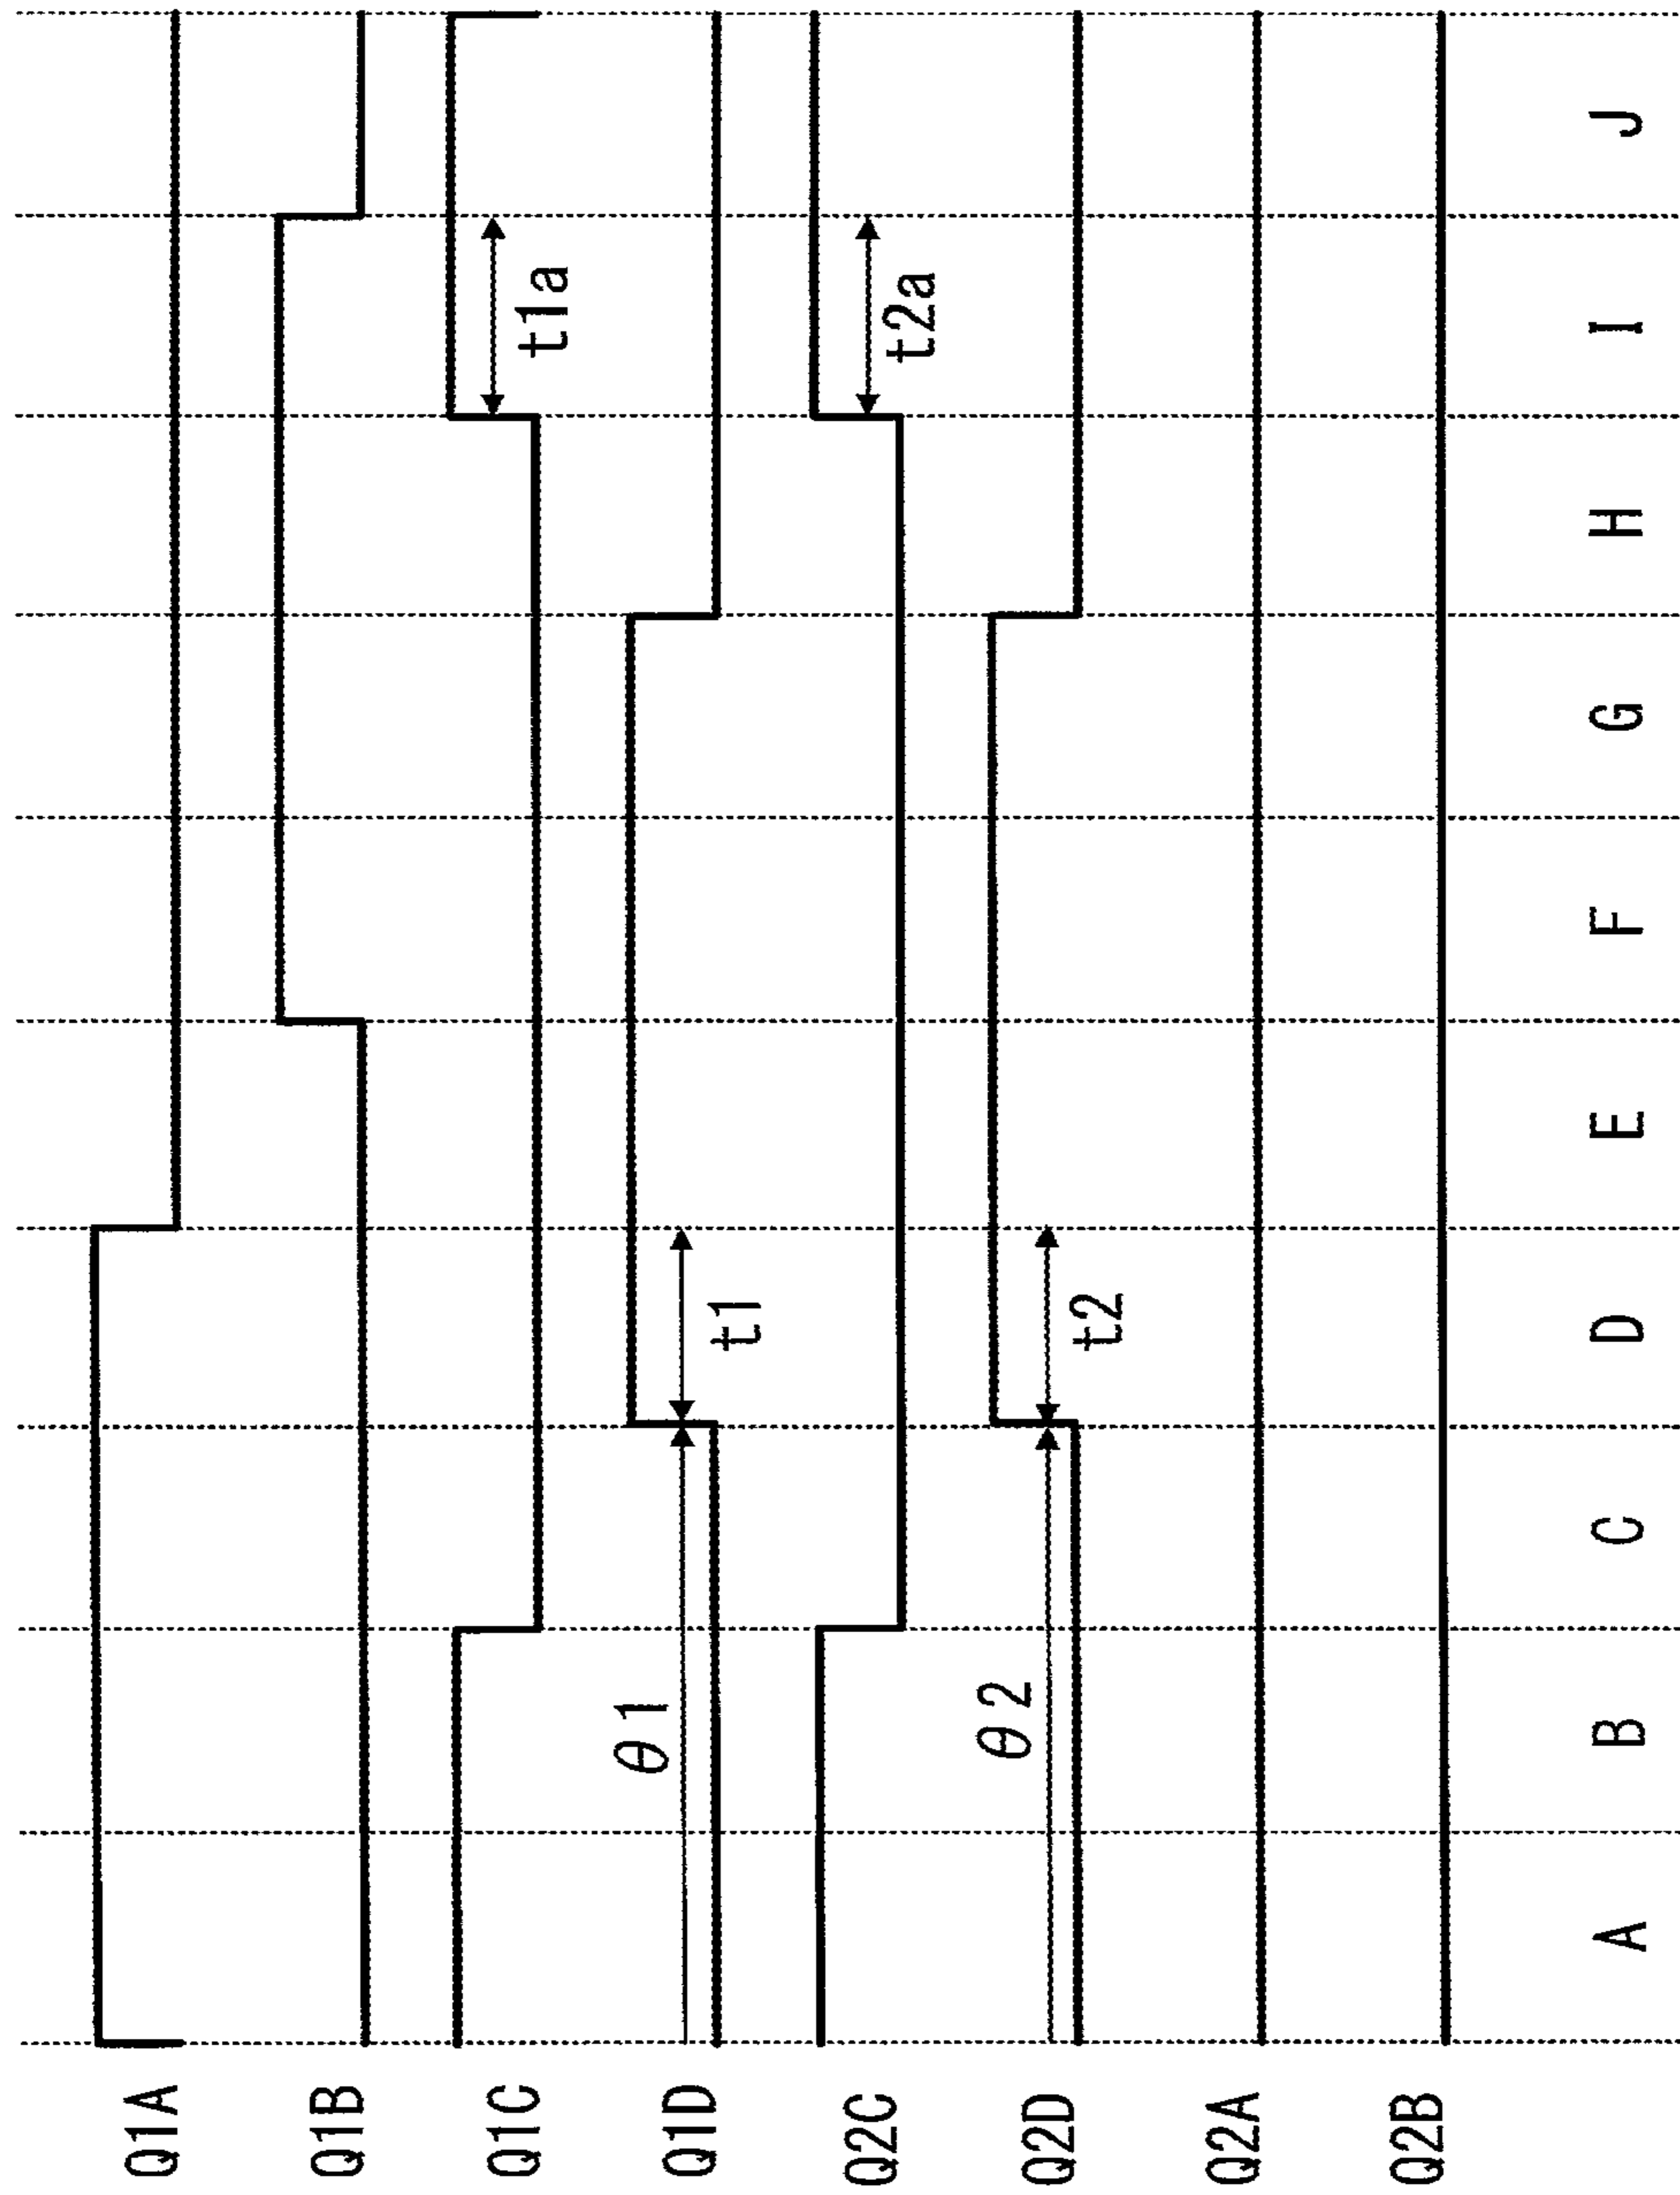 Q1A
Q1B
Q1C
t1a
Q1D
θ1
t1
Q2C
t2a
Q2D
θ2
t2
Q2A
Q2B
A B C D E F G H I J